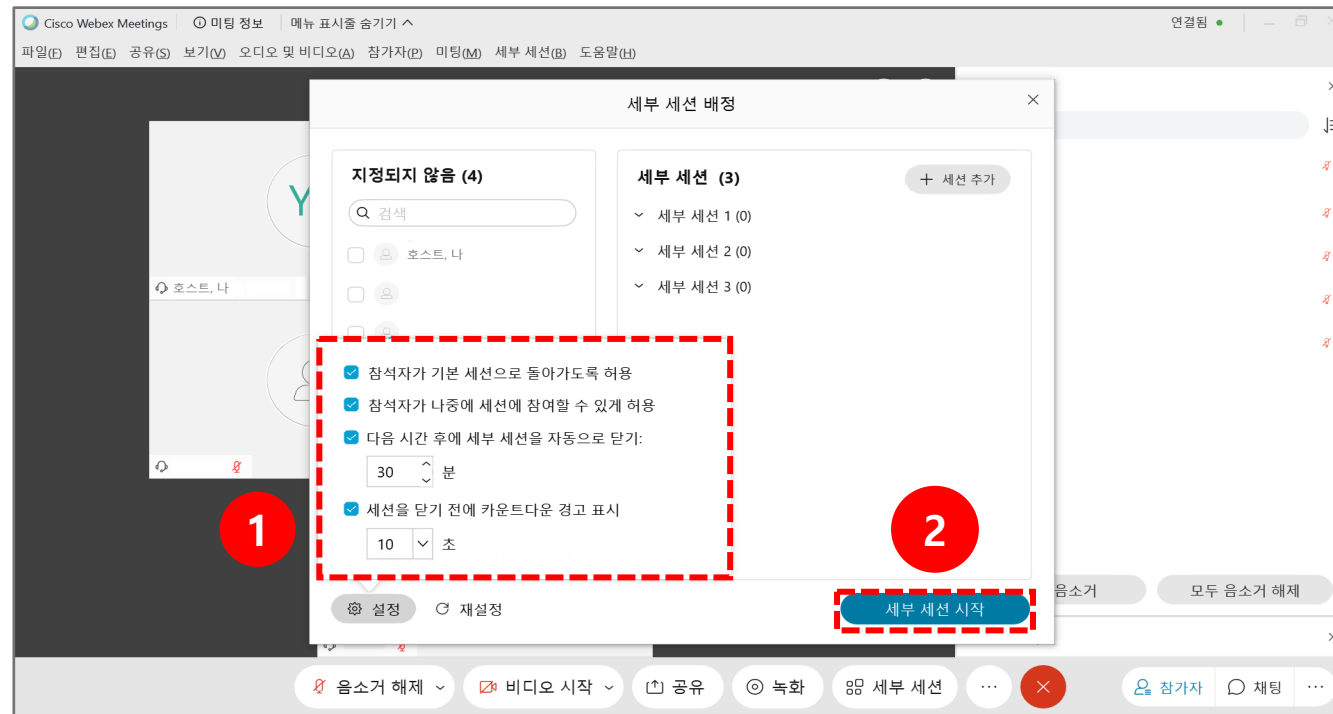 Cisco Webex Meetings 미팅 정보 메뉴 표시줄 숨기기 연결됨
파일(F) 편집(E) 공유(S) 보기(V) 오디오 및 비디오(A) 참가자(P) 미팅(M) 세부 세션(B) 도움말(H)
세부 세션 배정
지정되지 않음 (4)
검색
호스트, 나
세부 세션 (3)
+ 세션 추가
세부 세션 1 (0)
세부 세션 2 (0)
세부 세션 3 (0)
Y
호스트, 나
참석자가 기본 세션으로 돌아가도록 허용
참석자가 나중에 세션에 참여할 수 있게 허용
다음 시간 후에 세부 세션을 자동으로 닫기:
30 분
세션을 닫기 전에 카운트다운 경고 표시
10 초
1
2
설정 재설정 세부 세션 시작
음소거 모두 음소거 해제
음소거 해제 비디오 시작 공유 녹화 세부 세션 참가자 채팅